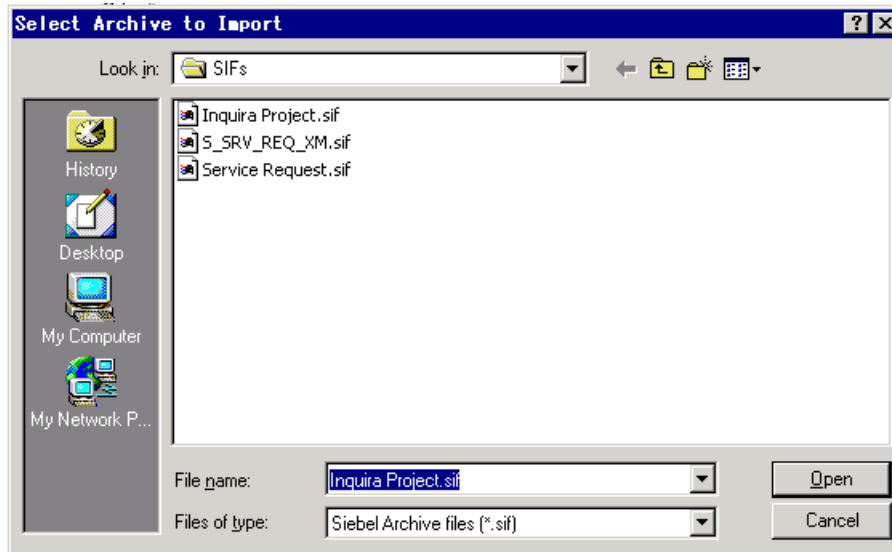 Select Archive to Import
Look in: SIFs
History
Desktop
My Computer
My Network P...
Inquira Project.sif
S_SRV_REQ_XM.sif
Service Request.sif
File name: Inquira Project.sif Open
Files of type: Siebel Archive files (*.sif) Cancel